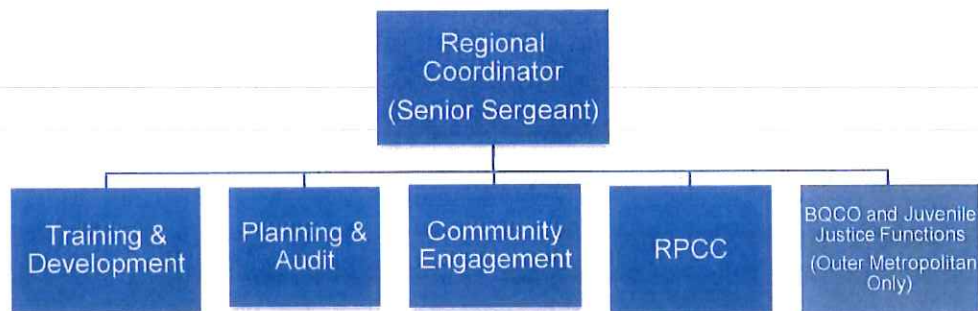 Regional
Coordinator
(Senior Sergeant)
Training &
Development
Planning &
Audit
Community
Engagement
RPCC
BQCO and Juvenile
Justice Functions
(Outer Metropolitan
Only)